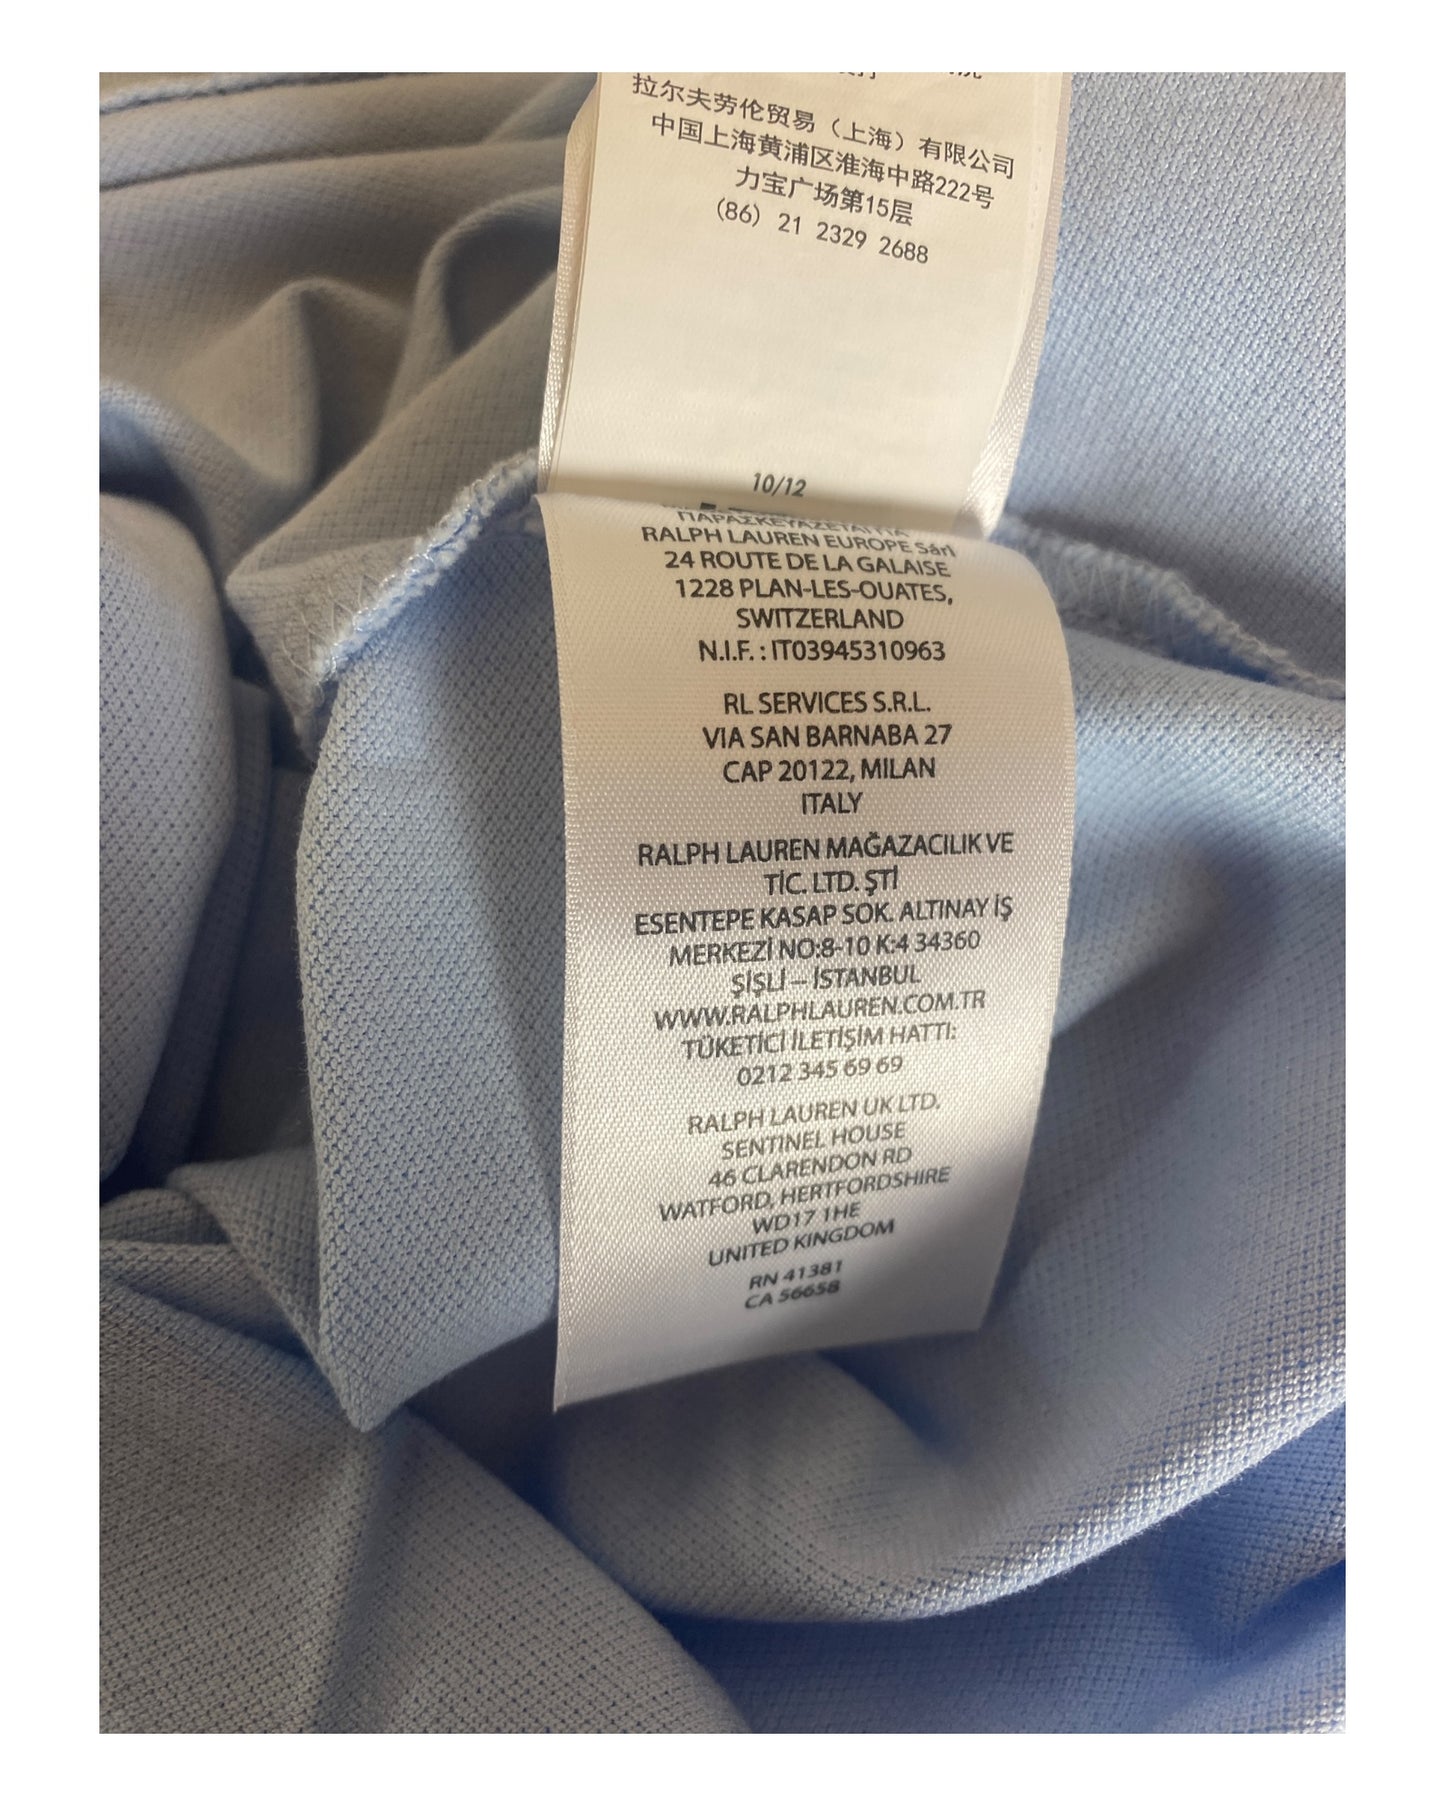 拉尔夫劳伦贸易（上海）有限公司
中国上海黄浦区淮海中路222号
力宝广场第15层
(86) 21 2329 2688
10/12
ΠΑΡΑΣΚΕΥΑΖΕΤΑΙ ΓΙΑ
RALPH LAUREN EUROPE Sárl
24 ROUTE DE LA GALAISE
1228 PLAN-LES-OUATES,
SWITZERLAND
N.I.F. : IT03945310963
RL SERVICES S.R.L.
VIA SAN BARNABA 27
CAP 20122, MILAN
ITALY
RALPH LAUREN MAĞAZACILIK VE
TİC. LTD. ŞTİ
ESENTEPE KASAP SOK. ALTINAY İŞ
MERKEZİ NO:8-10 K:4 34360
ŞİŞLİ – İSTANBUL
WWW.RALPHLAUREN.COM.TR
TÜKETİCİ İLETİŞİM HATTI:
0212 345 69 69
RALPH LAUREN UK LTD.
SENTINEL HOUSE
46 CLARENDON RD
WATFORD, HERTFORDSHIRE
WD17 1HE
UNITED KINGDOM
RN 41381
CA 56658